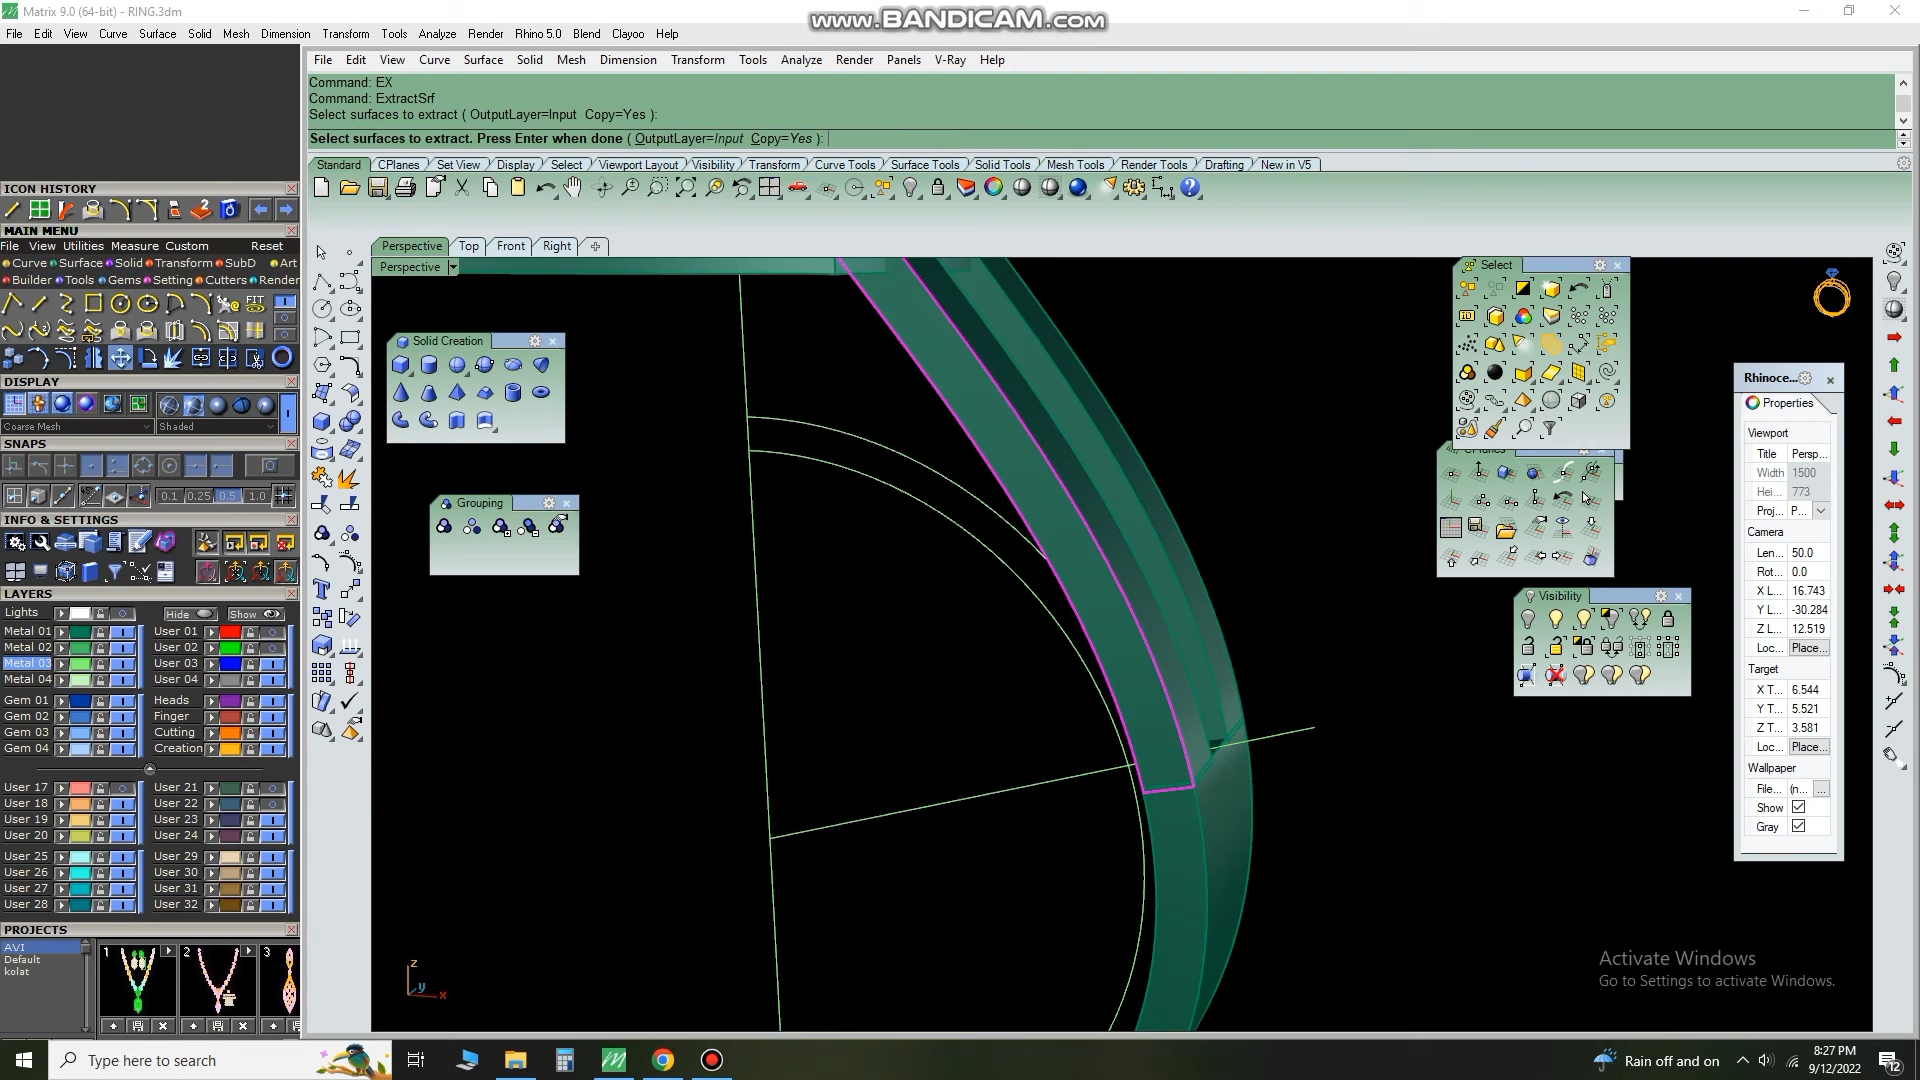 Matrix 9.0 (64-bit) - RING.3dm
www.BANDICAM.com
File Edit View Curve Surface Solid Mesh Dimension Transform Tools Analyze Render Rhino 5.0 Blend Clayoo Help
File Edit View Curve Surface Solid Mesh Dimension Transform Tools Analyze Render Panels V-Ray Help
Command: EX
Command: ExtractSrf
Select surfaces to extract ( OutputLayer=Input Copy=Yes ):
Select surfaces to extract. Press Enter when done ( OutputLayer=Input Copy=Yes ):
Standard CPlanes Set View Display Select Viewport Layout Visibility Transform Curve Tools Surface Tools Solid Tools Mesh Tools Render Tools Drafting New in V5
ICON HISTORY
2
MAIN MENU
File View Utilities Measure Custom Reset
Curve Surface Solid Transform SubD Art
Builder Tools Gems Setting Cutters Render
FIT
DISPLAY
Coarse Mesh Shaded
SNAPS
0.1 0.25 0.5 1.0
INFO & SETTINGS
LAYERS
Lights Hide Show
Metal 01 User 01
Metal 02 User 02
Metal 03 User 03
Metal 04 User 04
Gem 01 Heads
Gem 02 Finger
Gem 03 Cutting
Gem 04 Creation
User 17 User 21
User 18 User 22
User 19 User 23
User 20 User 24
User 25 User 29
User 26 User 30
User 27 User 31
User 28 User 32
PROJECTS
AVI
Default
kolat
1 2 3
Perspective Top Front Right
Perspective
Solid Creation
Grouping
z
y
x
Select
CPlanes
Visibility
Rhinoce...
Properties
Viewport
Title Persp...
Width 1500
Hei... 773
Proj... P...
Camera
Len... 50.0
Rot... 0.0
X L... 16.743
Y L... -30.284
Z L... 12.519
Loc... Place...
Target
X T... 6.544
Y T... 5.521
Z T... 3.581
Loc... Place...
Wallpaper
File... (n... ...
Show
Gray
Activate Windows
Go to Settings to activate Windows.
Type here to search
Rain off and on
8:27 PM
9/12/2022
12